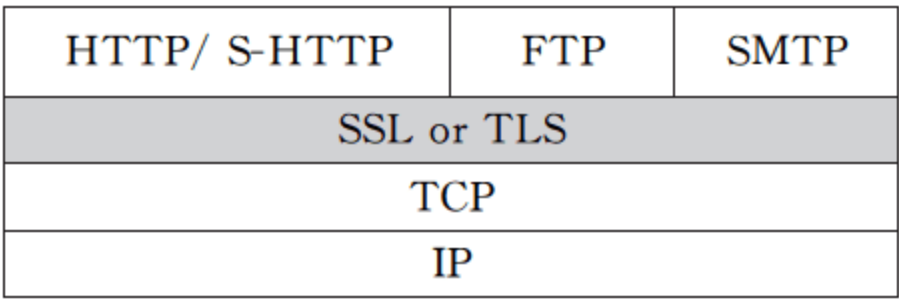 HTTP/ S-HTTP FTP SMTP
SSL or TLS
TCP
IP